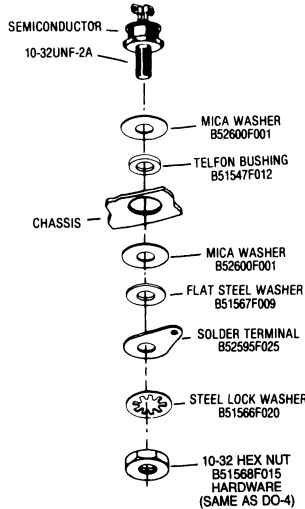 SEMICONDUCTOR
10-32UNF-2A
MICA WASHER
B52600F001
TELFON BUSHING
B51547F012
CHASSIS
MICA WASHER
B52600F001
FLAT STEEL WASHER
B51567F009
SOLDER TERMINAL
B52595F025
STEEL LOCK WASHER
B51566F020
10-32 HEX NUT
B51568F015
HARDWARE
(SAME AS DO-4)